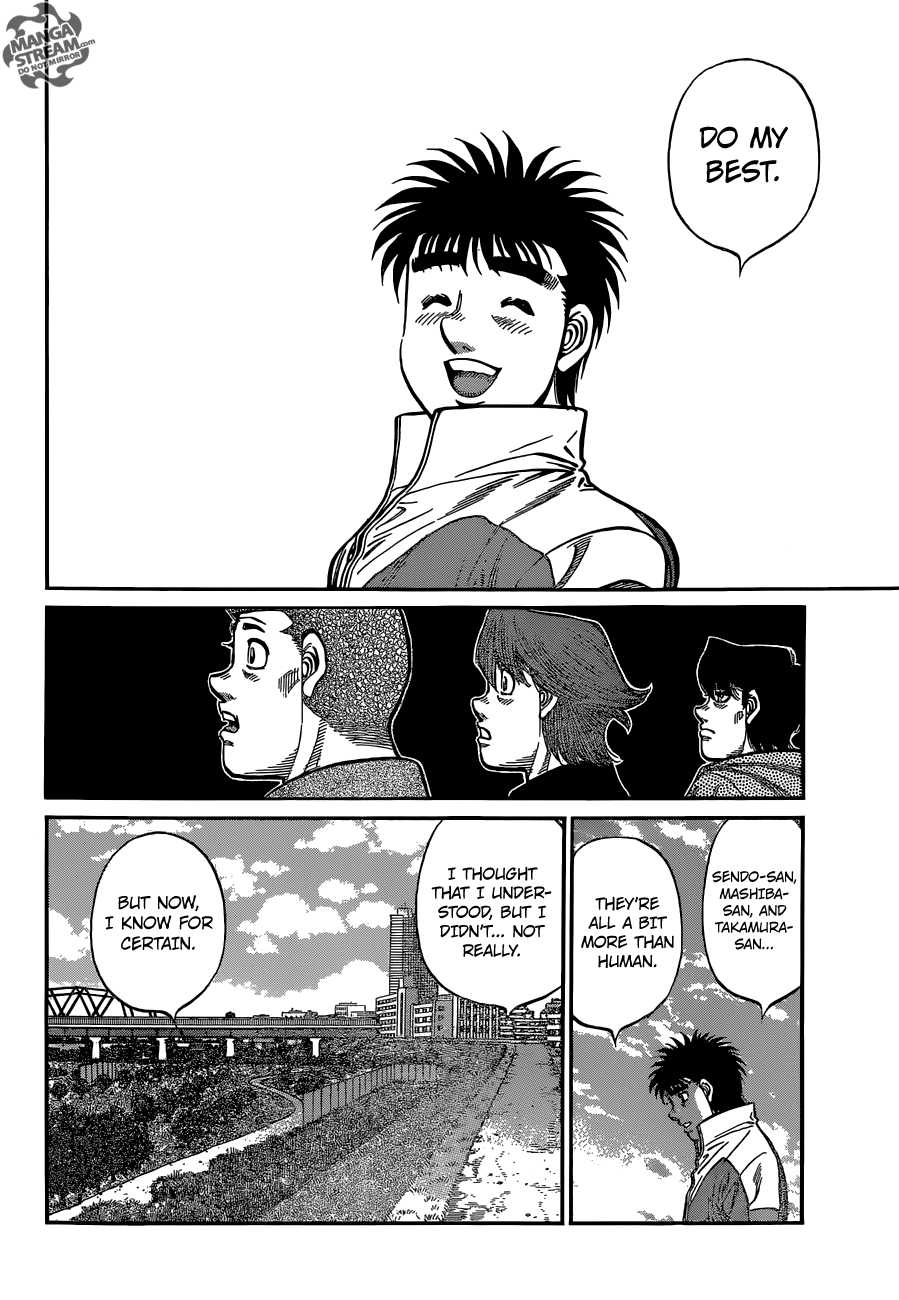 MANGA
STREAM.com
DO NOT MIRROR
DO MY
BEST.
SENDO-SAN,
MASHIBA-
SAN, AND
TAKAMURA-
SAN...
THEY'RE
ALL A BIT
MORE THAN
HUMAN.
I THOUGHT
THAT I UNDER-
STOOD, BUT I
DIDN'T... NOT
REALLY.
BUT NOW,
I KNOW FOR
CERTAIN.